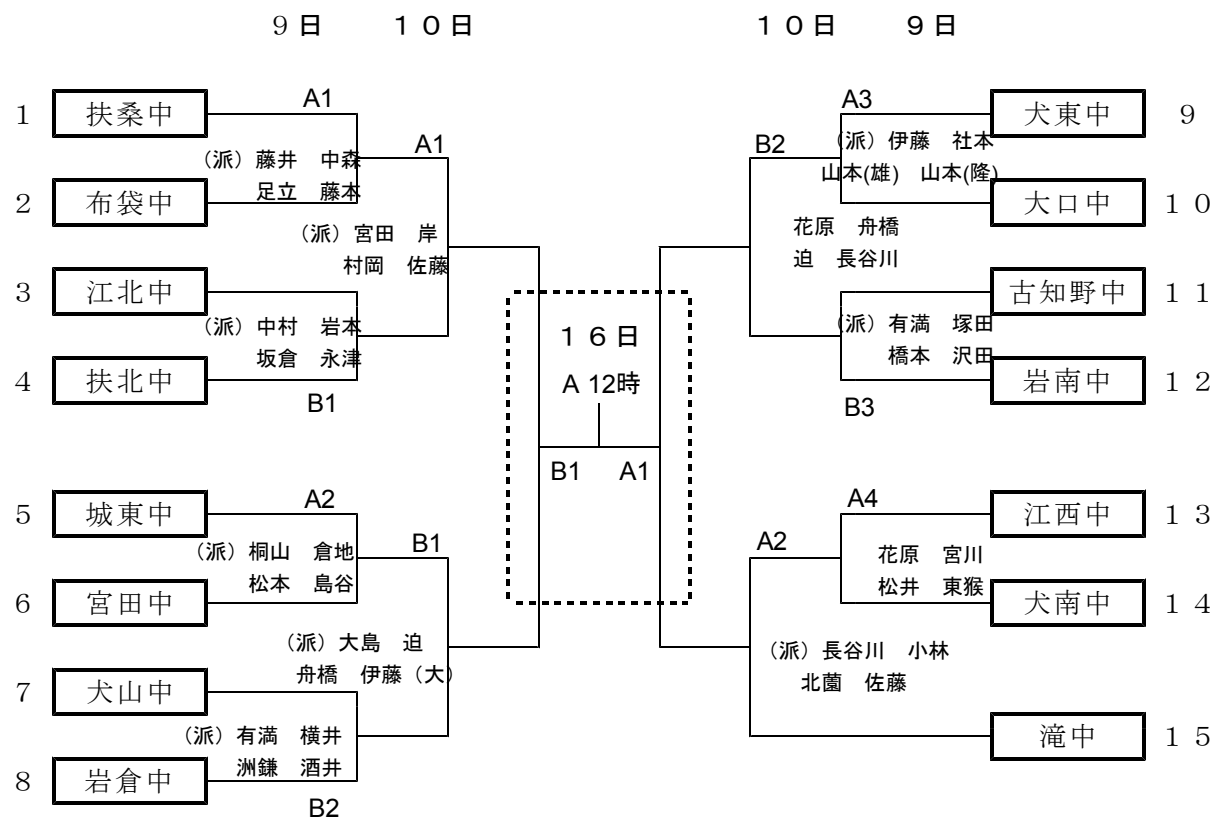 ９日　１０日
１０日　９日
1 扶桑中
A1
（派）藤井　中森
足立　藤本
2 布袋中
A1
（派）宮田　岸
村岡　佐藤
3 江北中
（派）中村　岩本
坂倉　永津
4 扶北中
B1
5 城東中
A2
（派）桐山　倉地
松本　島谷
6 宮田中
B1
（派）大島　迫
舟橋　伊藤（大）
7 犬山中
（派）有満　横井
洲鎌　酒井
8 岩倉中
B2
１６日
A 12時
B1　A1
A3
犬東中　9
B2
（派）伊藤　社本
山本(雄)　山本(隆)
大口中　１０
花原　舟橋
迫　長谷川
古知野中　１１
（派）有満　塚田
橋本　沢田
岩南中　１２
B3
A4
江西中　１３
A2
花原　宮川
松井　東猴
犬南中　１４
（派）長谷川　小林
北薗　佐藤
滝中　１５